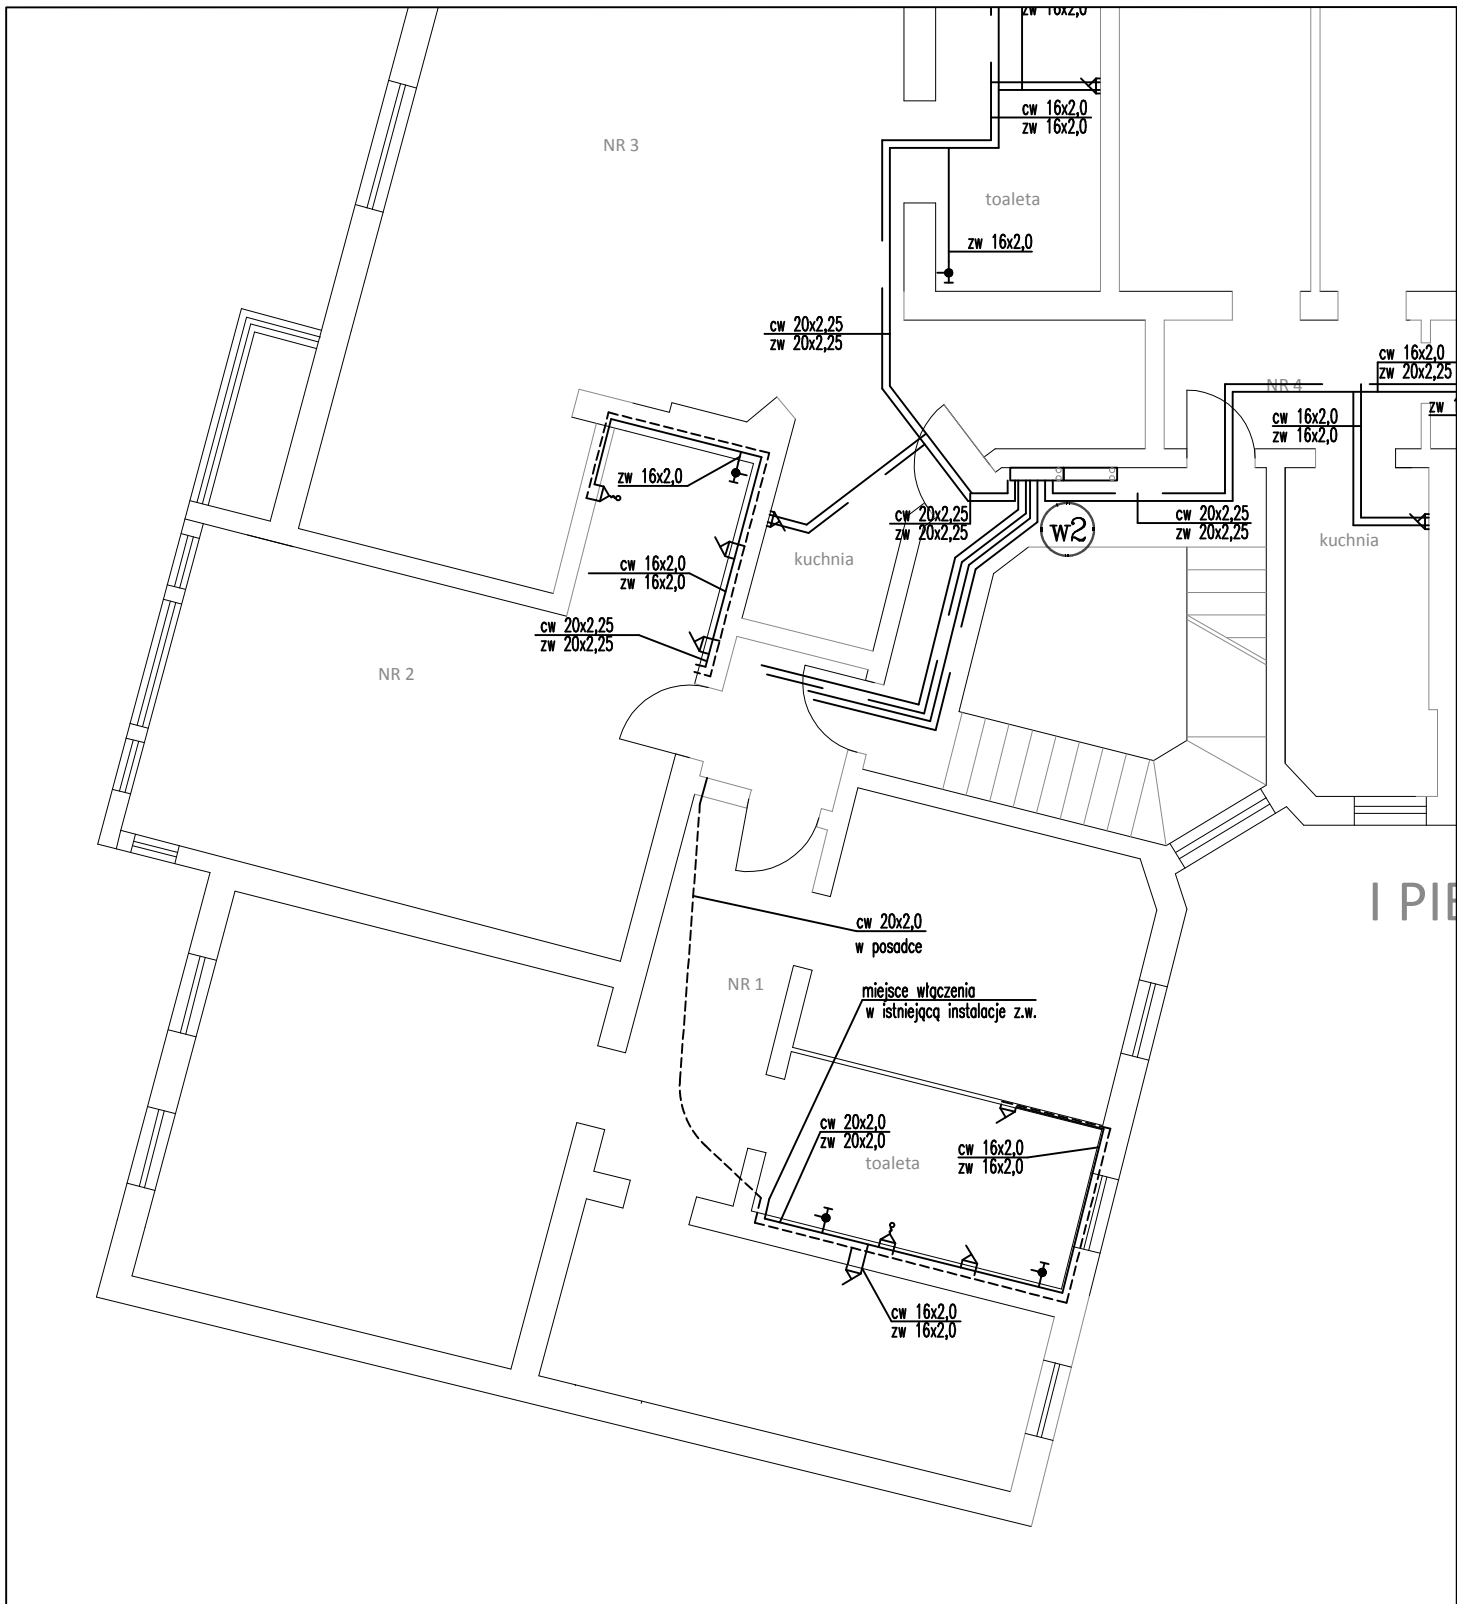 zw 16x2,0
cw 16x2,0
zw 16x2,0
NR 3
toaleta
zw 16x2,0
cw 20x2,25
zw 20x2,25
cw 16x2,0
zw 20x2,25
NR 4
zw
cw 16x2,0
zw 16x2,0
zw 16x2,0
cw 20x2,25
zw 20x2,25
w2
cw 20x2,25
zw 20x2,25
kuchnia
kuchnia
cw 16x2,0
zw 16x2,0
cw 20x2,25
zw 20x2,25
NR 2
I PIE
cw 20x2,0
w posadce
NR 1
miejsce włączenia
w istniejącą instalacje z.w.
cw 20x2,0
zw 20x2,0
toaleta
cw 16x2,0
zw 16x2,0
cw 16x2,0
zw 16x2,0